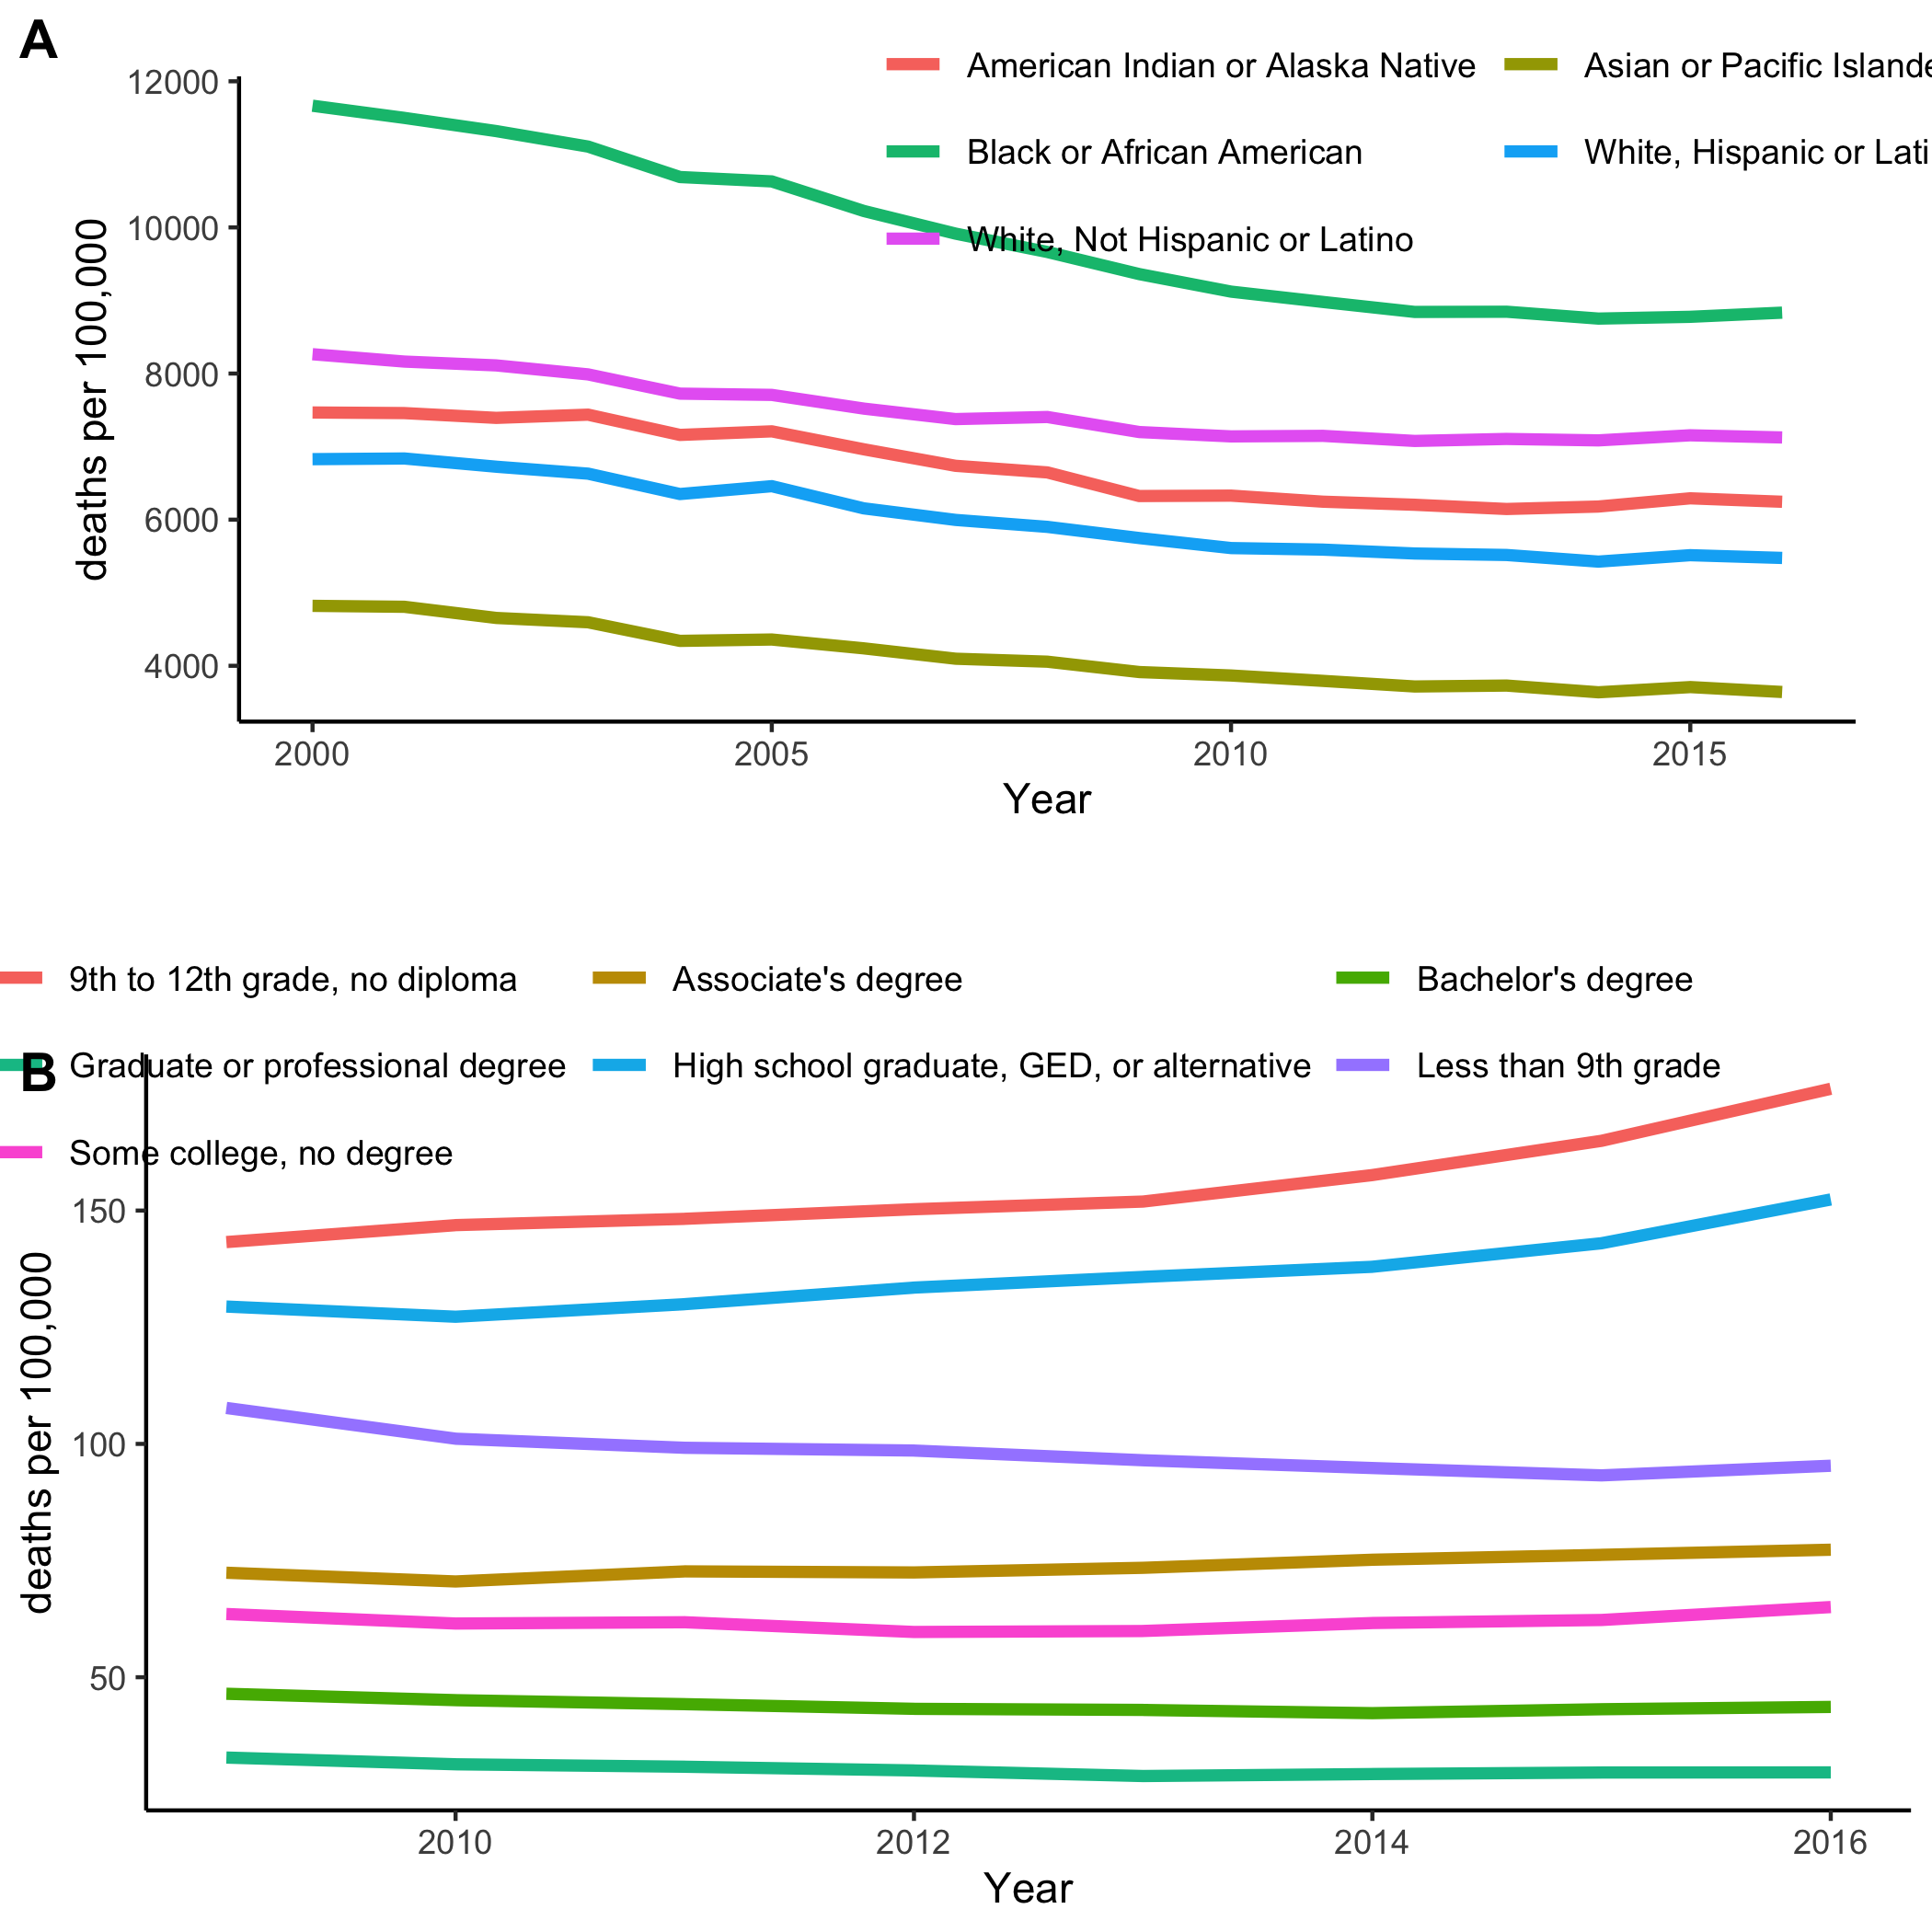 A
American Indian or Alaska Native
Asian or Pacific Islande
Black or African American
White, Hispanic or Lati
White, Not Hispanic or Latino
12000
10000
8000
6000
4000
deaths per 100,000
2000 2005 2010 2015
Year
9th to 12th grade, no diploma
Associate's degree
Bachelor's degree
B
Graduate or professional degree
High school graduate, GED, or alternative
Less than 9th grade
Some college, no degree
150
100
50
deaths per 100,000
2010 2012 2014 2016
Year